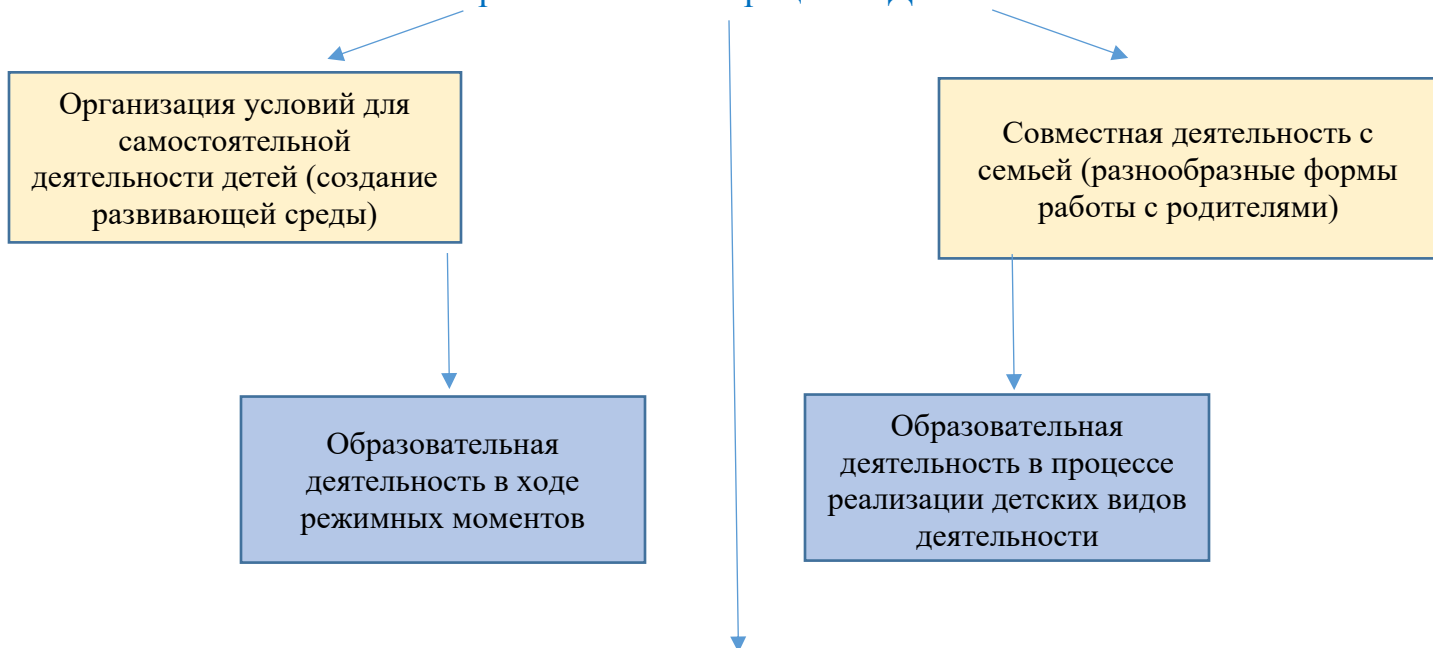 Организация условий для
самостоятельной
деятельности детей (создание
развивающей среды)
Совместная деятельность с
семьей (разнообразные формы
работы с родителями)
Образовательная
деятельность в ходе
режимных моментов
Образовательная
деятельность в процессе
реализации детских видов
деятельности